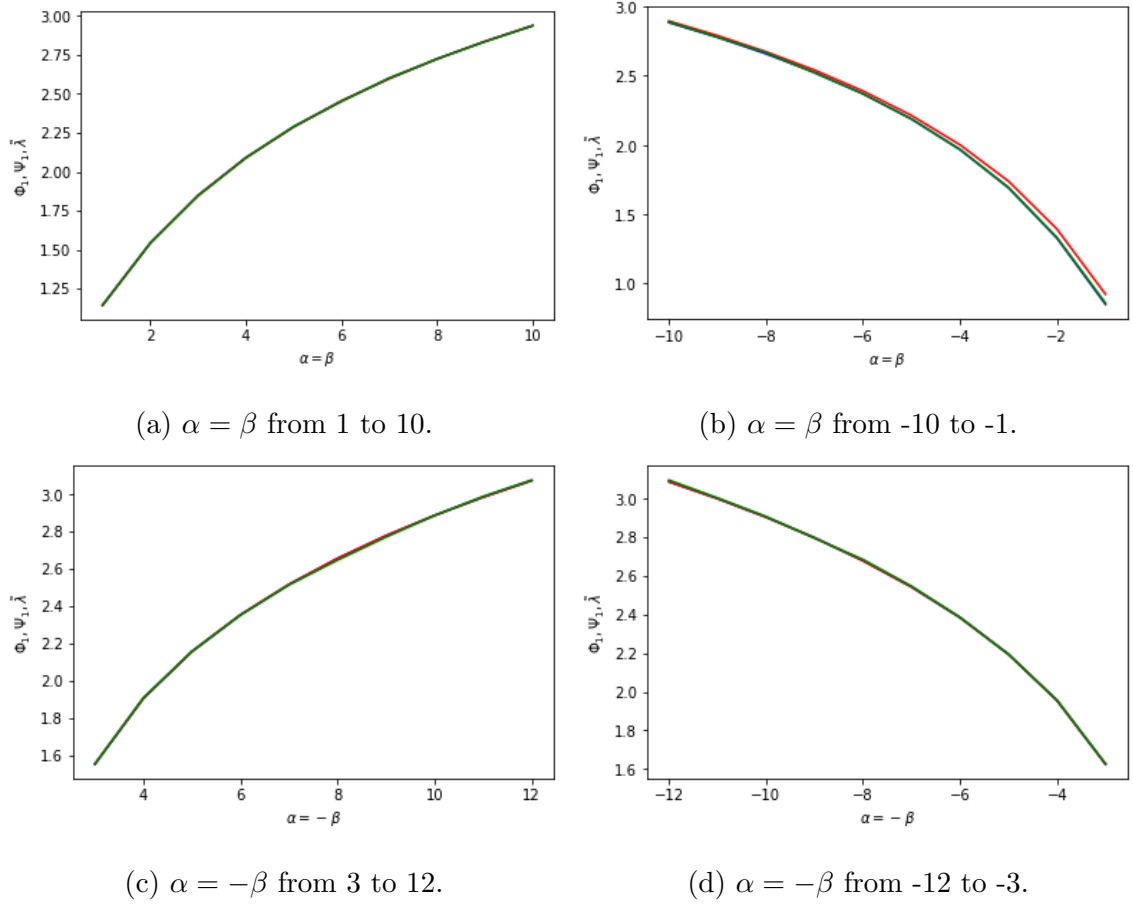 3.00
2.75
2.50
2.25
2.00
1.75
1.50
1.25
Φ₁, Ψ₁, λ̃
2 4 6 8 10
α = β
3.0
2.5
2.0
1.5
1.0
Φ₁, Ψ₁, λ̃
−10 −8 −6 −4 −2
α = β
(a) α = β from 1 to 10.
(b) α = β from -10 to -1.
3.0
2.8
2.6
2.4
2.2
2.0
1.8
1.6
Φ₁, Ψ₁, λ̃
4 6 8 10 12
α = − β
3.0
2.8
2.6
2.4
2.2
2.0
1.8
1.6
Φ₁, Ψ₁, λ̃
−12 −10 −8 −6 −4
α = − β
(c) α = −β from 3 to 12.
(d) α = −β from -12 to -3.